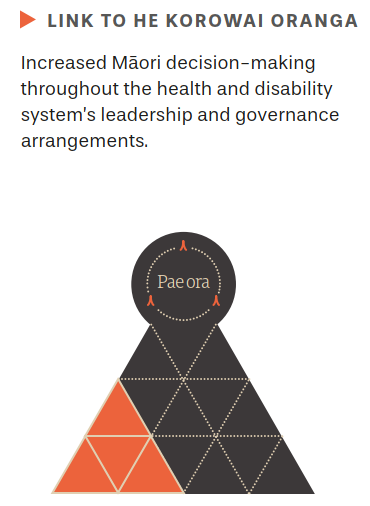 LINK TO HE KOROWAI ORANGA
Increased Māori decision-making
throughout the health and disability
system's leadership and governance
arrangements.
Pae ora